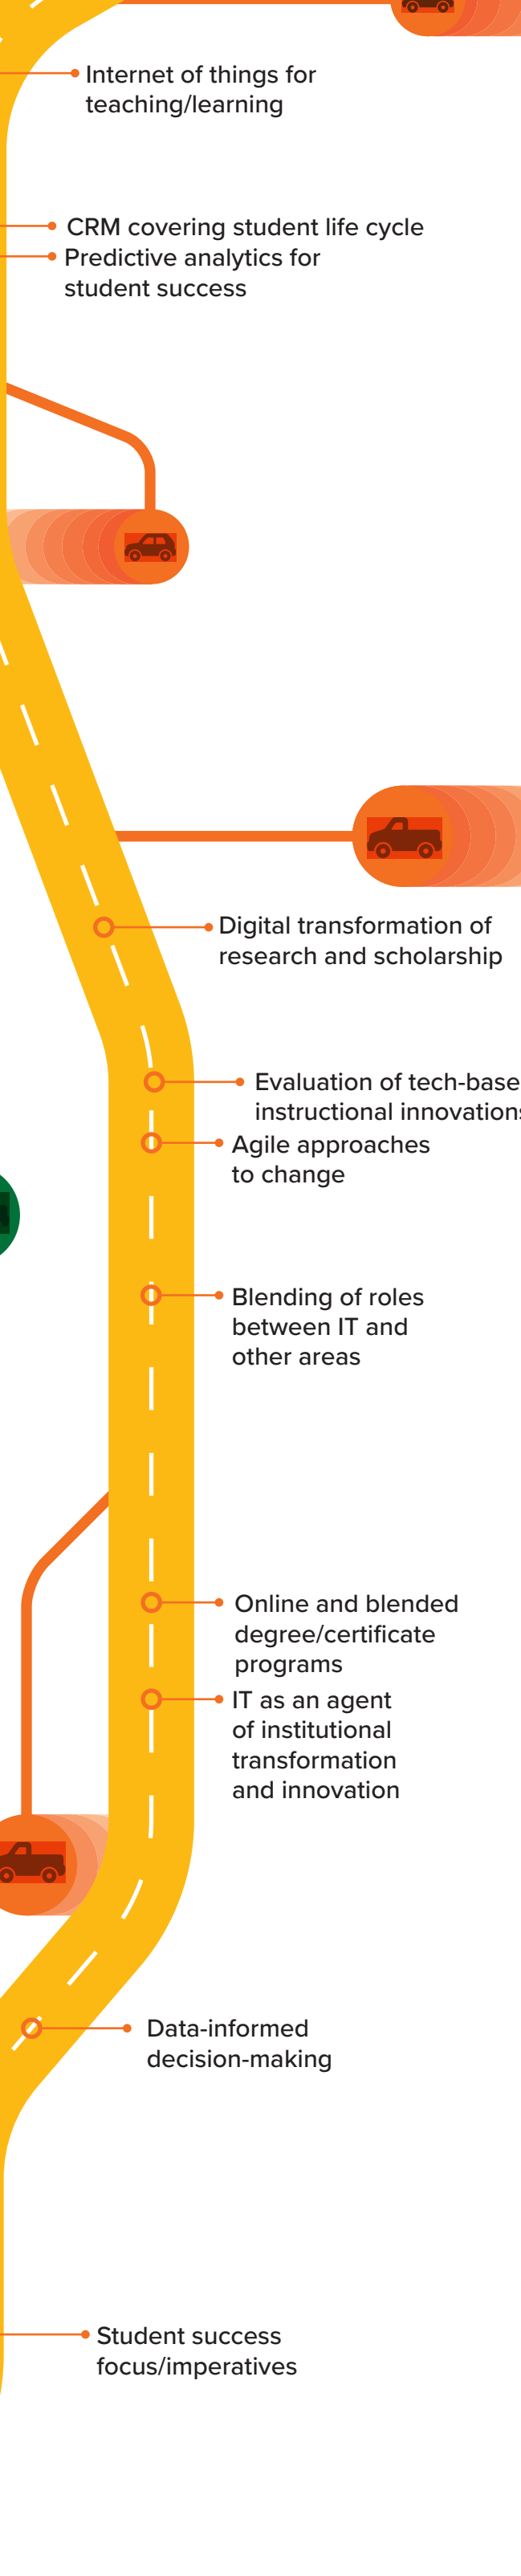 Internet of things for
teaching/learning
CRM covering student life cycle
Predictive analytics for
student success
Digital transformation of
research and scholarship
Evaluation of tech-base
instructional innovations
Agile approaches
to change
Blending of roles
between IT and
other areas
Online and blended
degree/certificate
programs
IT as an agent
of institutional
transformation
and innovation
Data-informed
decision-making
Student success
focus/imperatives